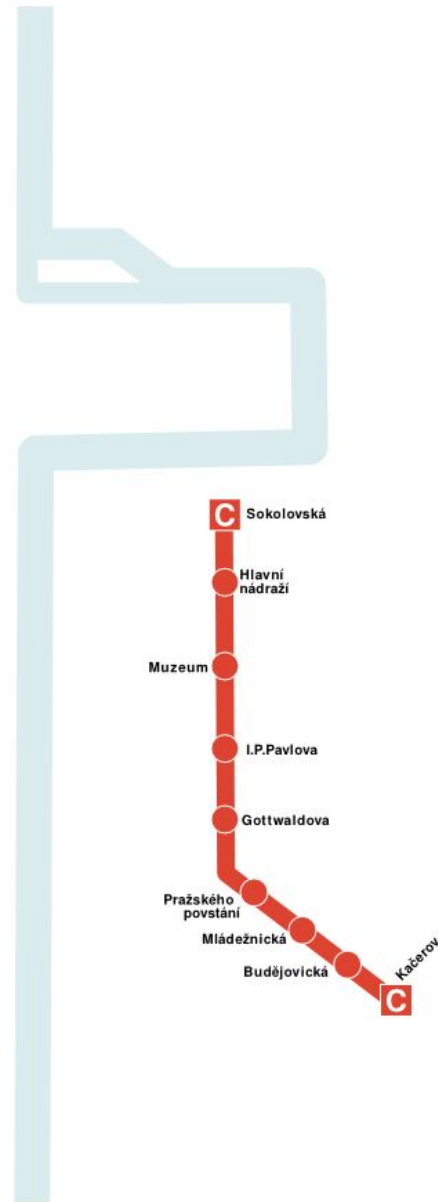 C Sokolovská
Hlavní
nádraží
Muzeum
I.P.Pavlova
Gottwaldova
Pražského
povstání
Mládežnická
Budějovická
Kačerov
C